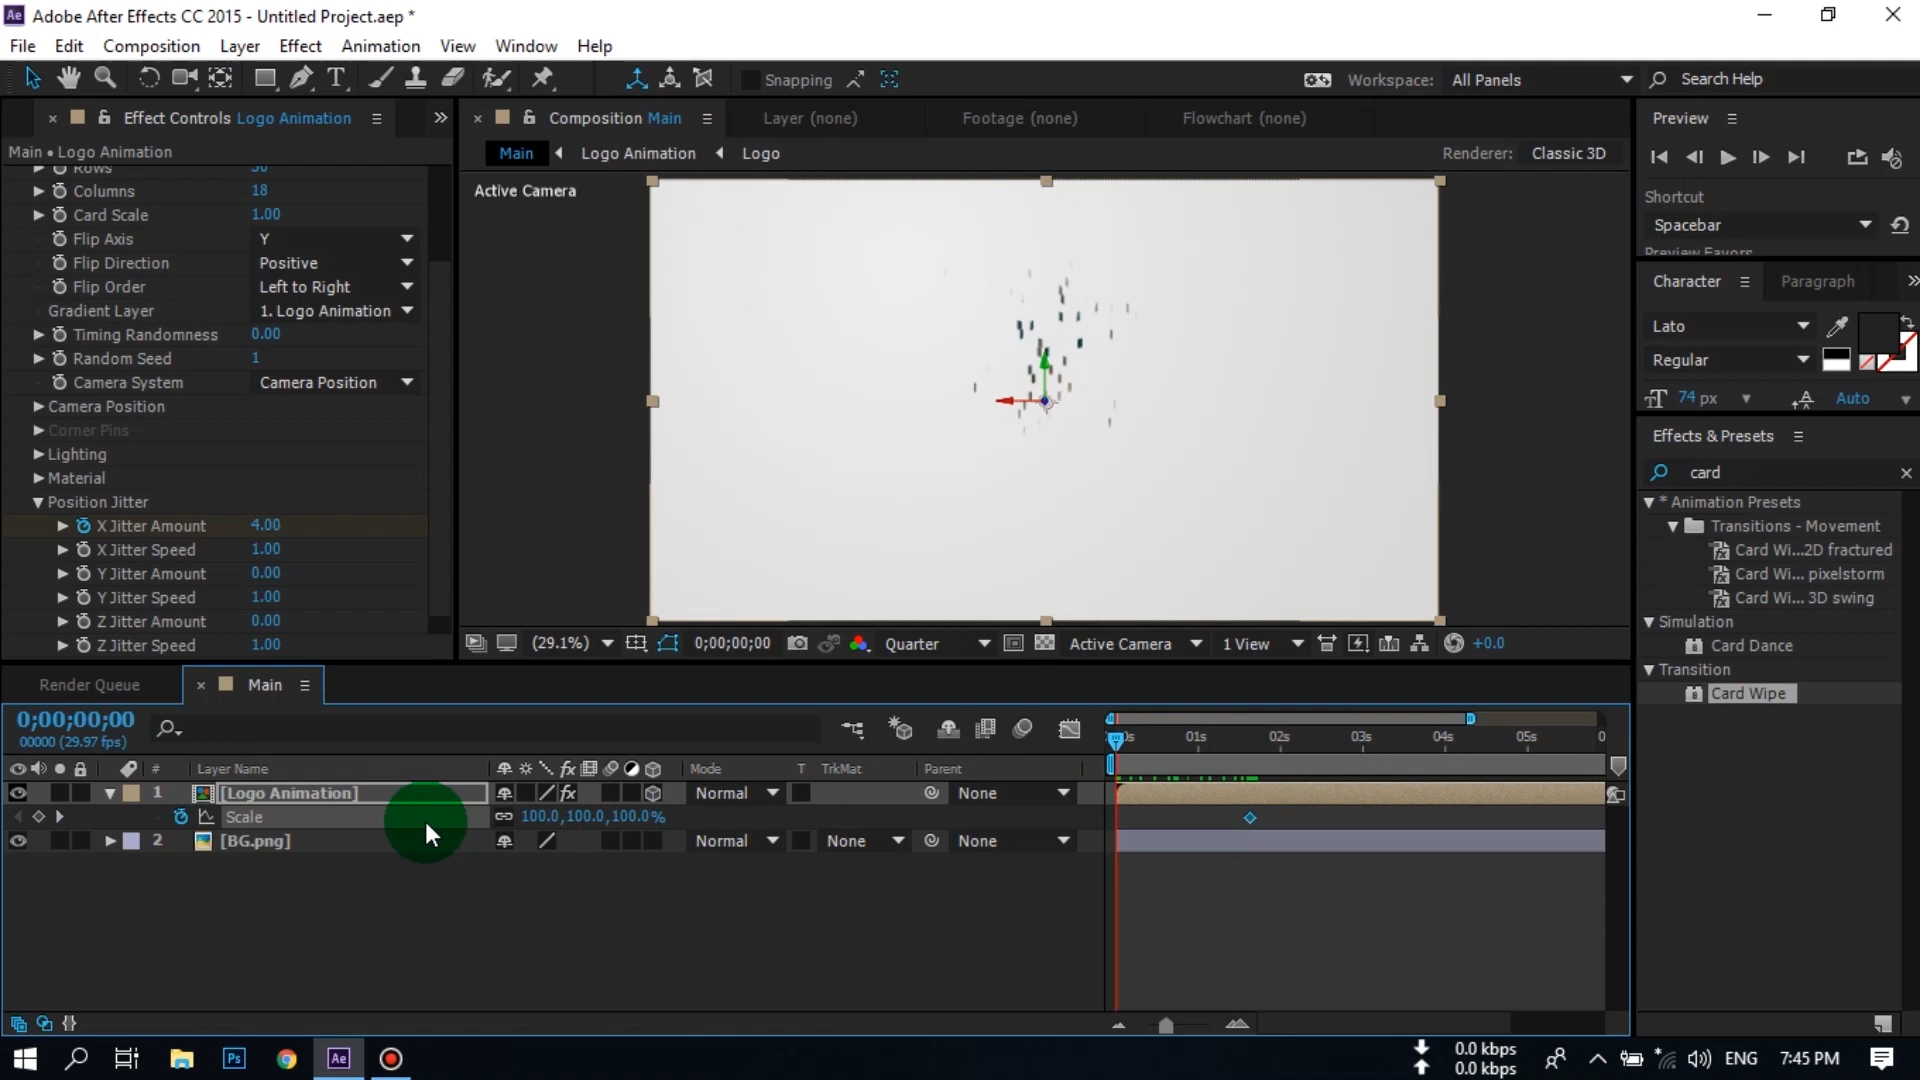 Adobe After Effects CC 2015 - Untitled Project.aep *
File Edit Composition Layer Effect Animation View Window Help
Snapping
Workspace: All Panels
Search Help
Effect Controls Logo Animation
Main • Logo Animation
Rows
Columns 18
Card Scale 1.00
Flip Axis Y
Flip Direction Positive
Flip Order Left to Right
Gradient Layer 1. Logo Animation
Timing Randomness 0.00
Random Seed 1
Camera System Camera Position
Camera Position
Corner Pins
Lighting
Material
Position Jitter
X Jitter Amount 4.00
X Jitter Speed 1.00
Y Jitter Amount 0.00
Y Jitter Speed 1.00
Z Jitter Amount 0.00
Z Jitter Speed 1.00
Composition Main
Layer (none)
Footage (none)
Flowchart (none)
Main Logo Animation Logo
Renderer: Classic 3D
Active Camera
(29.1%) 0;00;00;00 Quarter Active Camera 1 View +0.0
Preview
Shortcut
Spacebar
Preview Favors
Character Paragraph
Lato
Regular
74 px Auto
Effects & Presets
card
* Animation Presets
Transitions - Movement
Card Wi...2D fractured
Card Wi... pixelstorm
Card Wi... 3D swing
Simulation
Card Dance
Transition
Card Wipe
Render Queue Main
0;00;00;00
00000 (29.97 fps)
01s 02s 03s 04s 05s
# Layer Name Mode T TrkMat Parent
1 [Logo Animation] Normal None
Scale 100.0,100.0,100.0%
2 [BG.png] Normal None None
Ps
Ae
0.0 kbps
0.0 kbps
ENG 7:45 PM